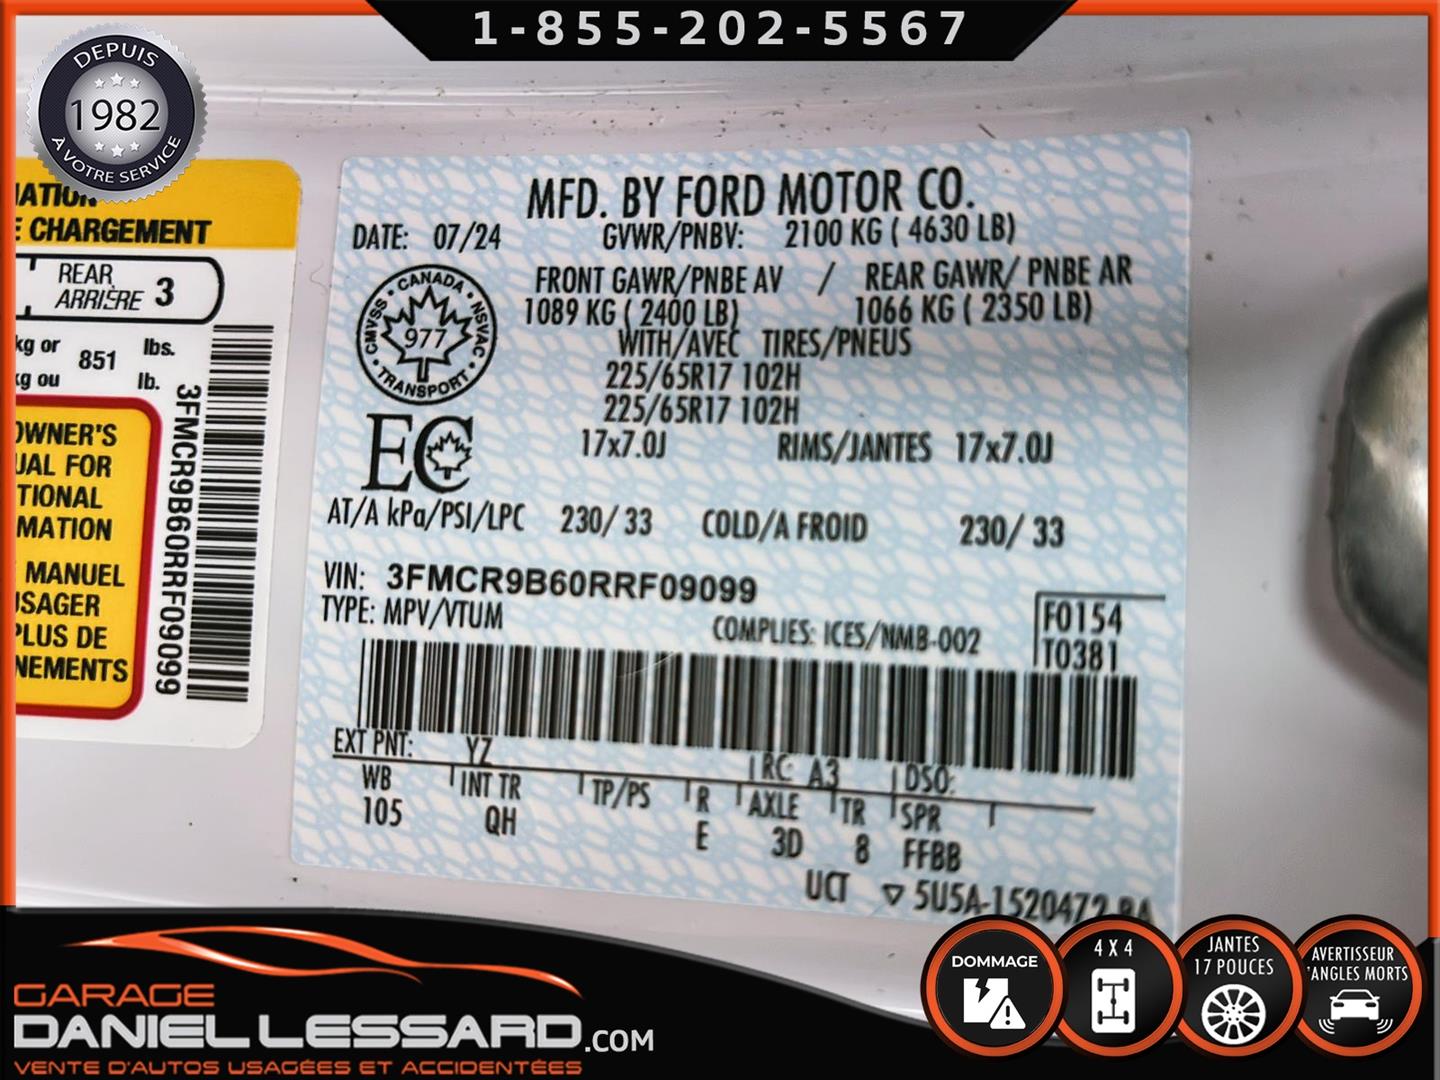 1-855-202-5567
DEPUIS
1982
À VOTRE SERVICE
CHARGEMENT
REAR
ARRIÈRE 3
kg or 851 lbs.
kg ou lb.
OWNER'S
UAL FOR
TIONAL
MATION
MANUEL
USAGER
PLUS DE
NEMENTS
3FMCR9B60RRF09099
MFD. BY FORD MOTOR CO.
DATE: 07/24 GVWR/PNBV: 2100 KG ( 4630 LB)
FRONT GAWR/PNBE AV / REAR GAWR/ PNBE AR
1089 KG ( 2400 LB) 1066 KG ( 2350 LB)
WITH/AVEC TIRES/PNEUS
225/65R17 102H
225/65R17 102H
17x7.0J RIMS/JANTES 17x7.0J
CANADA
CMVSS 977 NSVAC
TRANSPORT
EC
AT/A kPa/PSI/LPC 230/ 33 COLD/A FROID 230/ 33
VIN: 3FMCR9B60RRF09099
TYPE: MPV/VTUM COMPLIES: ICES/NMB-002
F0154
T0381
EXT PNT: YZ RC: A3 DSO:
WB INT TR TP/PS R AXLE TR SPR
105 QH E 3D 8 FFBB
UCT ▽ 5U5A-1520472-BA
GARAGE
DANIEL LESSARD.COM
VENTE D'AUTOS USAGÉES ET ACCIDENTÉES
DOMMAGE
4 X 4
JANTES
17 POUCES
AVERTISSEUR
ANGLES MORTS